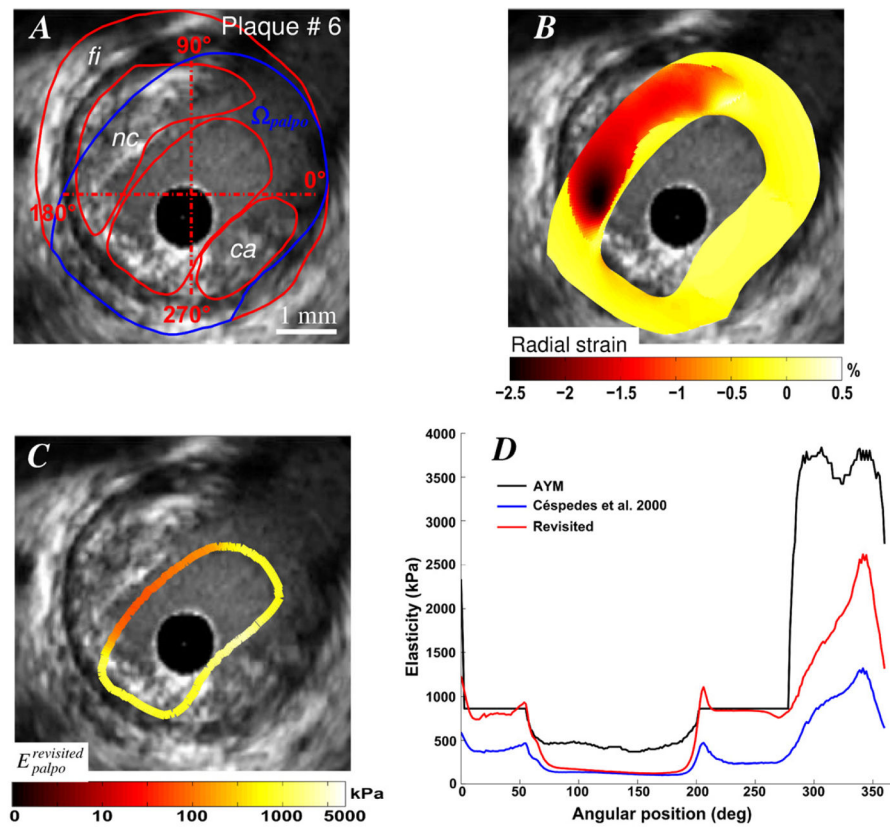 A
Plaque # 6
fi
90°
Ωpalpo
nc
0°
180°
ca
270°
1 mm
B
Radial strain
%
−2.5 −2 −1.5 −1 −0.5 0 0.5
C
E revisited palpo
kPa
0 10 100 1000 5000
D
AYM
Céspedes et al. 2000
Revisited
Elasticity (kPa)
4000
3500
3000
2500
2000
1500
1000
500
0
0 50 100 150 200 250 300 350
Angular position (deg)